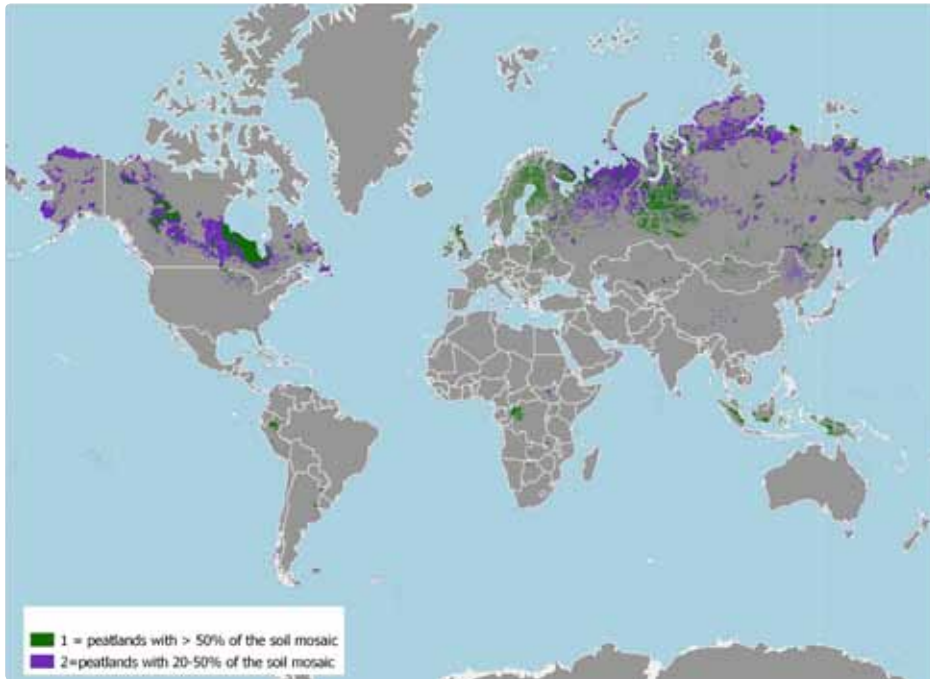 1 = peatlands with > 50% of the soil mosaic
2=peatlands with 20-50% of the soil mosaic